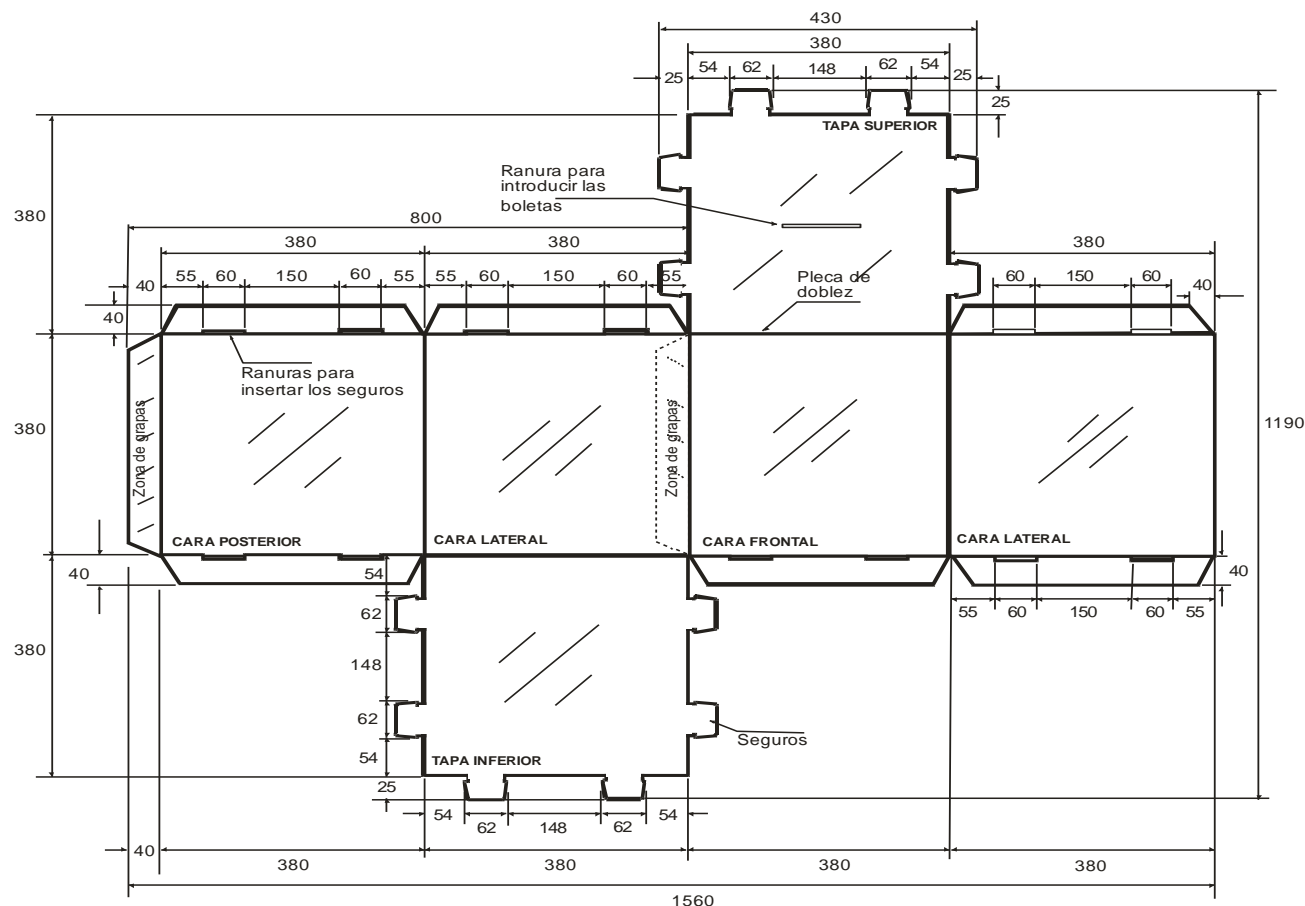 430
380
54 62 148 62 54
25 25
25
TAPA SUPERIOR
Ranura para
introducir las
boletas
380
800
380 380 380
40 55 60 150 60 55 55 60 150 60 55
Pleca de
doblez
60 150 60
40
40
Ranuras para
insertar los seguros
380
Zona de grapas
Zona de grapas
1190
CARA POSTERIOR
CARA LATERAL
CARA FRONTAL
CARA LATERAL
40
54
40
62
55 60 150 60 55
380
148
62
Seguros
54
TAPA INFERIOR
25
54 62 148 62 54
40
380 380 380 380
1560